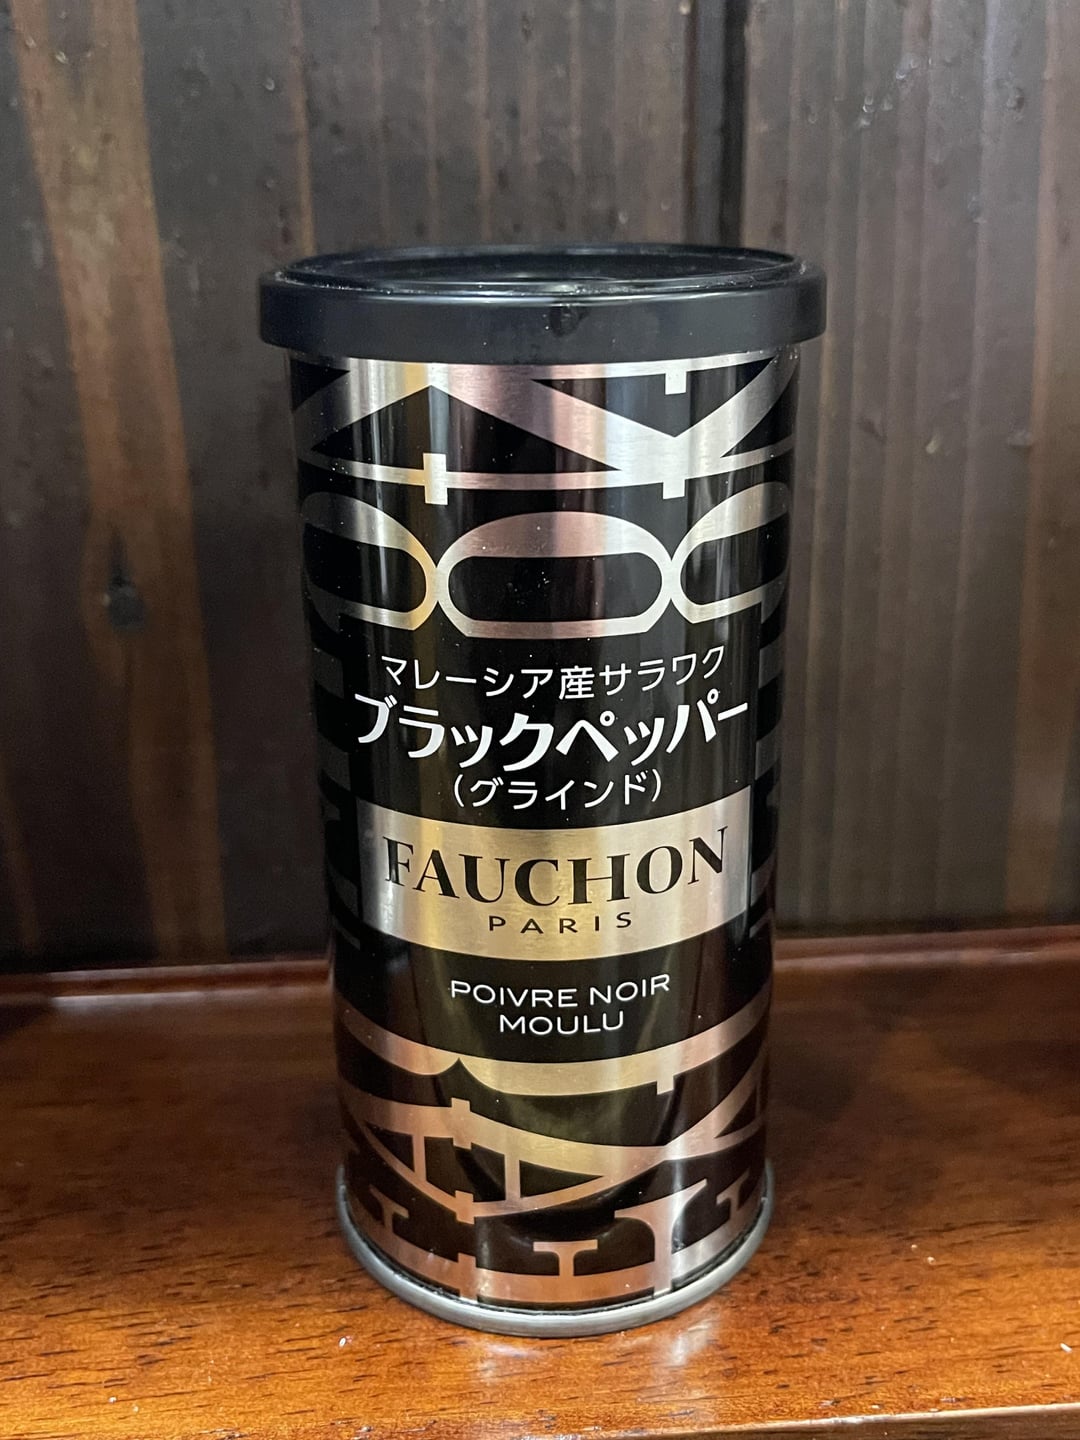 マレーシア産サラワク
ブラックペッパー
(グラインド)
FAUCHON
PARIS
POIVRE NOIR
MOULU